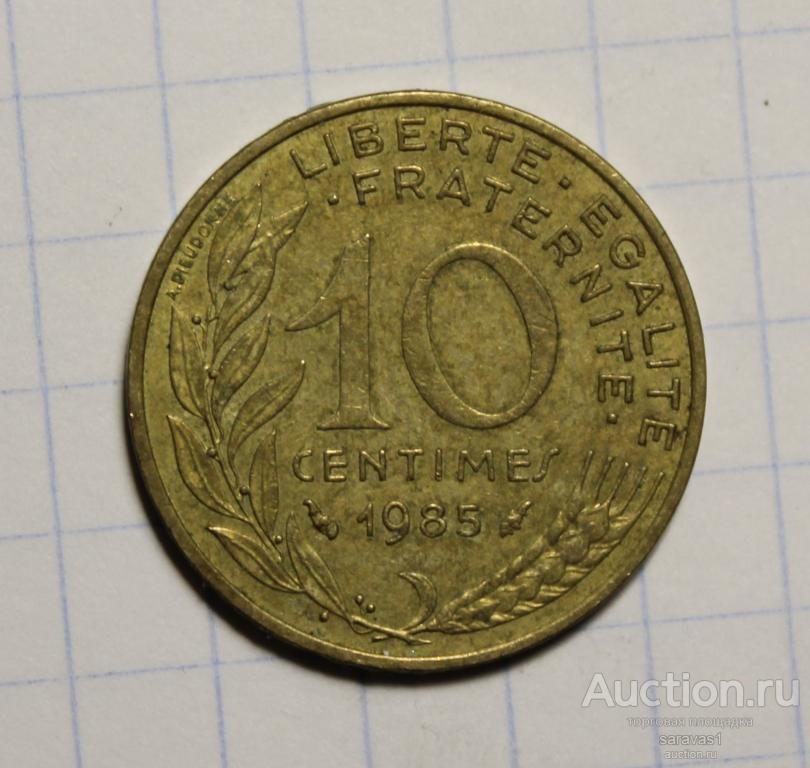 LIBERTE · EGALITE
· FRATERNITE ·
A. DIEUDONNE
10
CENTIMES
1985
Auction.ru
торговая площадка
saravas1
auction.ru